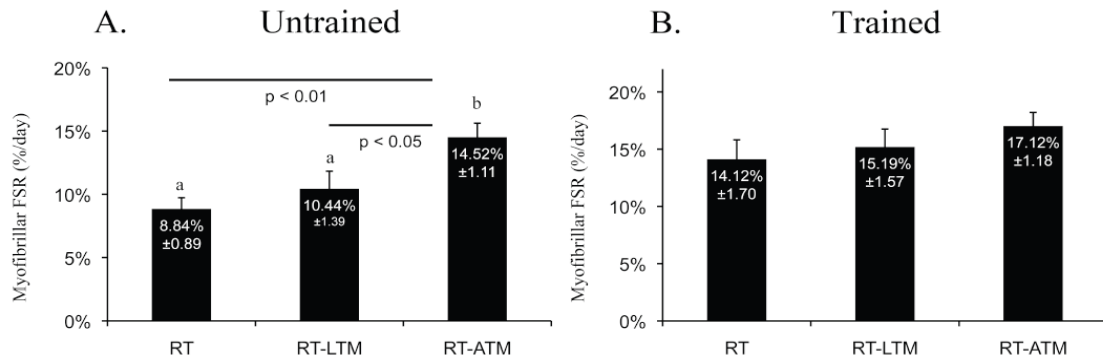 A. Untrained
Myofibrillar FSR (%/day)
20%
15%
10%
5%
0%
p < 0.01
p < 0.05
a
a
b
8.84%
±0.89
10.44%
±1.39
14.52%
±1.11
RT
RT-LTM
RT-ATM
B. Trained
Myofibrillar FSR (%/day)
20%
15%
10%
5%
0%
14.12%
±1.70
15.19%
±1.57
17.12%
±1.18
RT
RT-LTM
RT-ATM